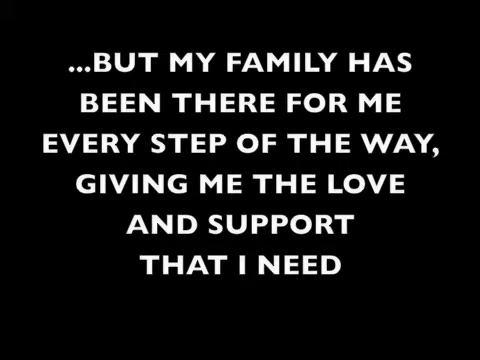 ...BUT MY FAMILY HAS
BEEN THERE FOR ME
EVERY STEP OF THE WAY,
GIVING ME THE LOVE
AND SUPPORT
THAT I NEED